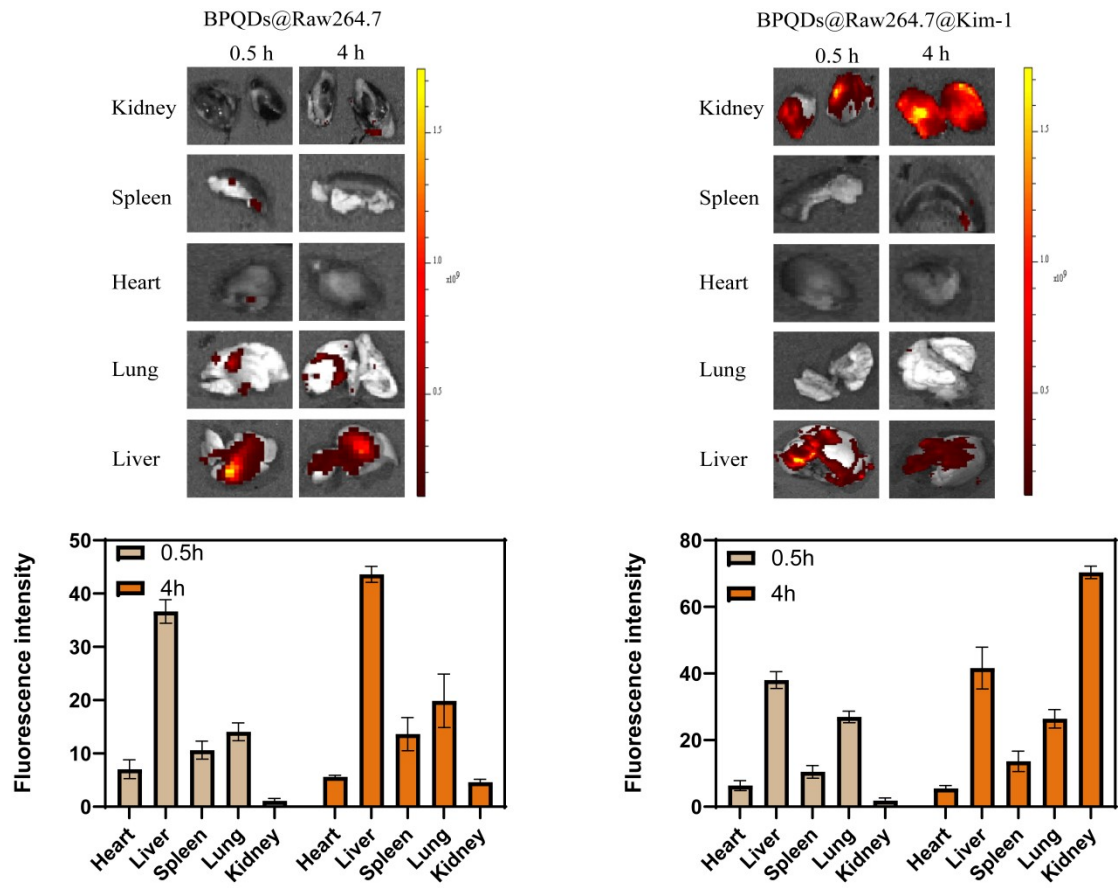 BPQDs@Raw264.7
0.5 h 4 h
Kidney
Spleen
Heart
Lung
Liver
1.5
1.0
x10⁹
0.5
BPQDs@Raw264.7@Kim-1
0.5 h 4 h
Kidney
Spleen
Heart
Lung
Liver
1.5
1.0
x10⁹
0.5
Fluorescence intensity
50
40
30
20
10
0
0.5h
4h
Heart Liver Spleen Lung Kidney Heart Liver Spleen Lung Kidney
Fluorescence intensity
80
60
40
20
0
0.5h
4h
Heart Liver Spleen Lung Kidney Heart Liver Spleen Lung Kidney